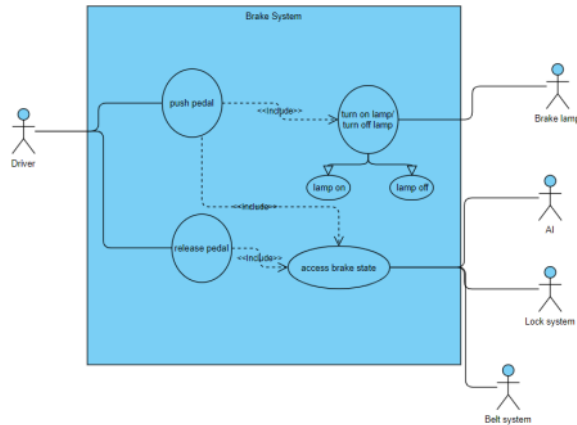 Brake System
push pedal
<<Include>>
turn on lamp/
turn off lamp
Brake lamp
Driver
lamp on
lamp off
<<Include>>
AI
release pedal
<<Include>>
access brake state
Lock system
Belt system